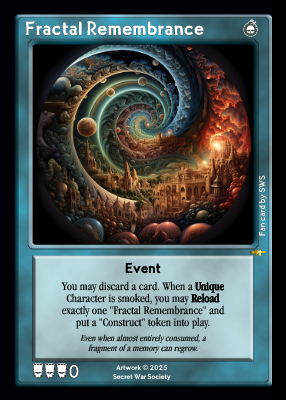 Fractal Remembrance
Fan card by SWS
Event
You may discard a card. When a Unique
Character is smoked, you may Reload
exactly one "Fractal Remembrance" and
put a "Construct" token into play.
Even when almost entirely consumed, a
fragment of a memory can regrow.
0
Artwork © 2025
Secret War Society